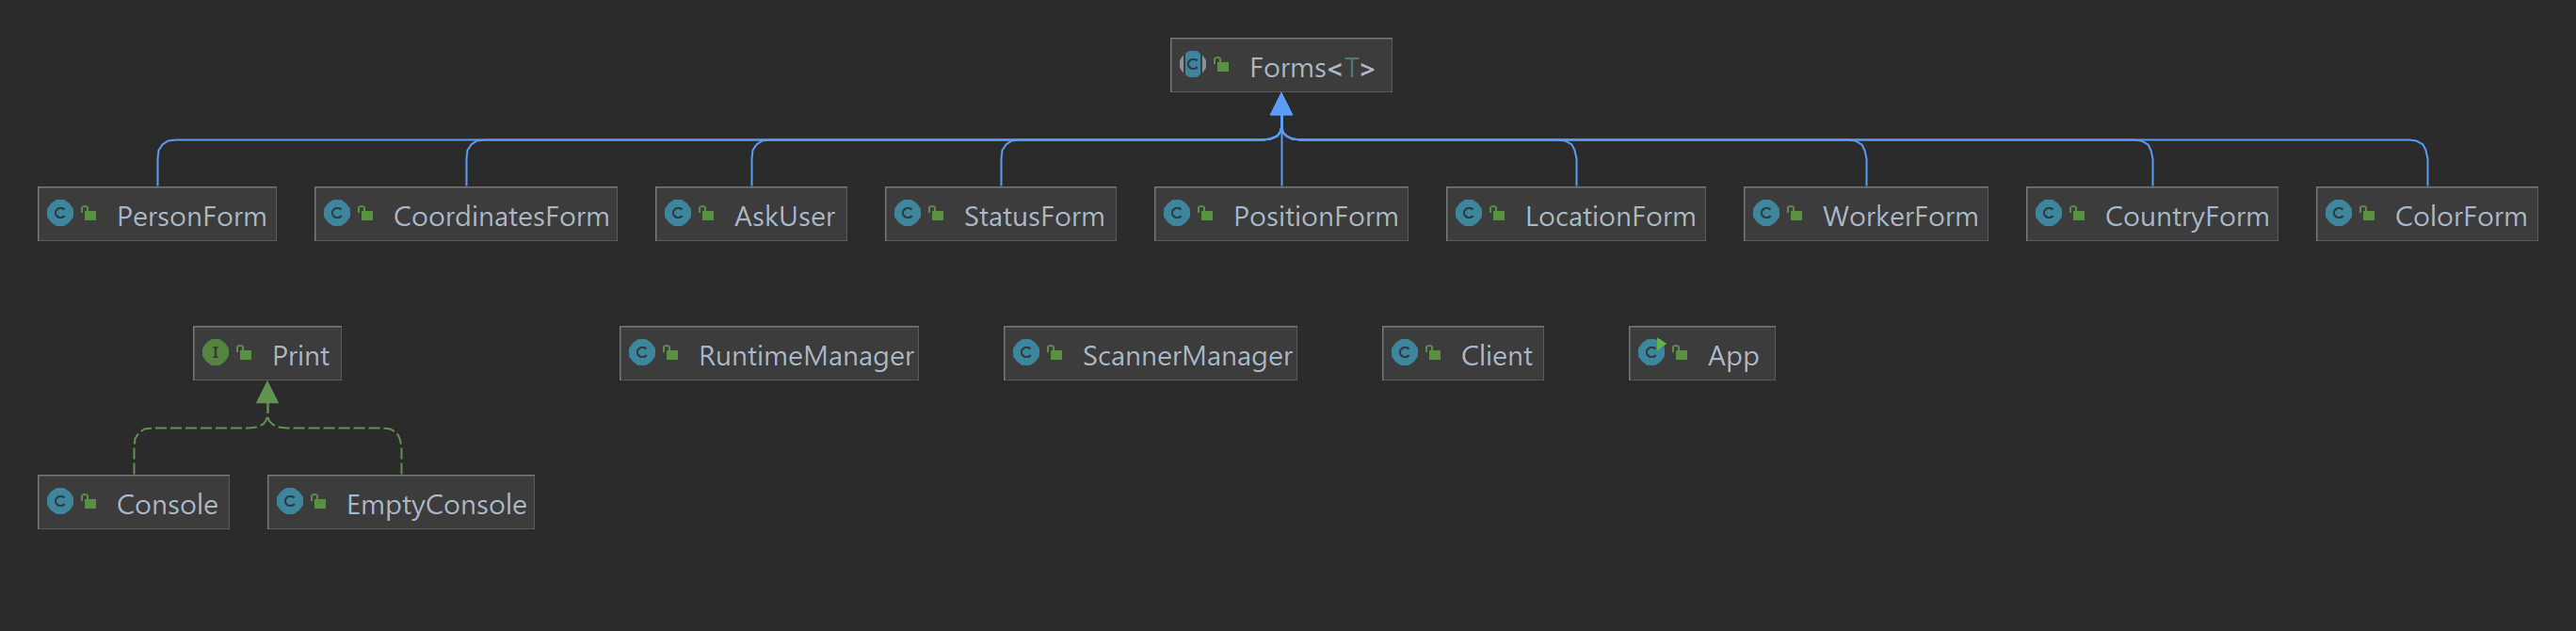 Forms<T>
PersonForm
CoordinatesForm
AskUser
StatusForm
PositionForm
LocationForm
WorkerForm
CountryForm
ColorForm
Print
RuntimeManager
ScannerManager
Client
App
Console
EmptyConsole